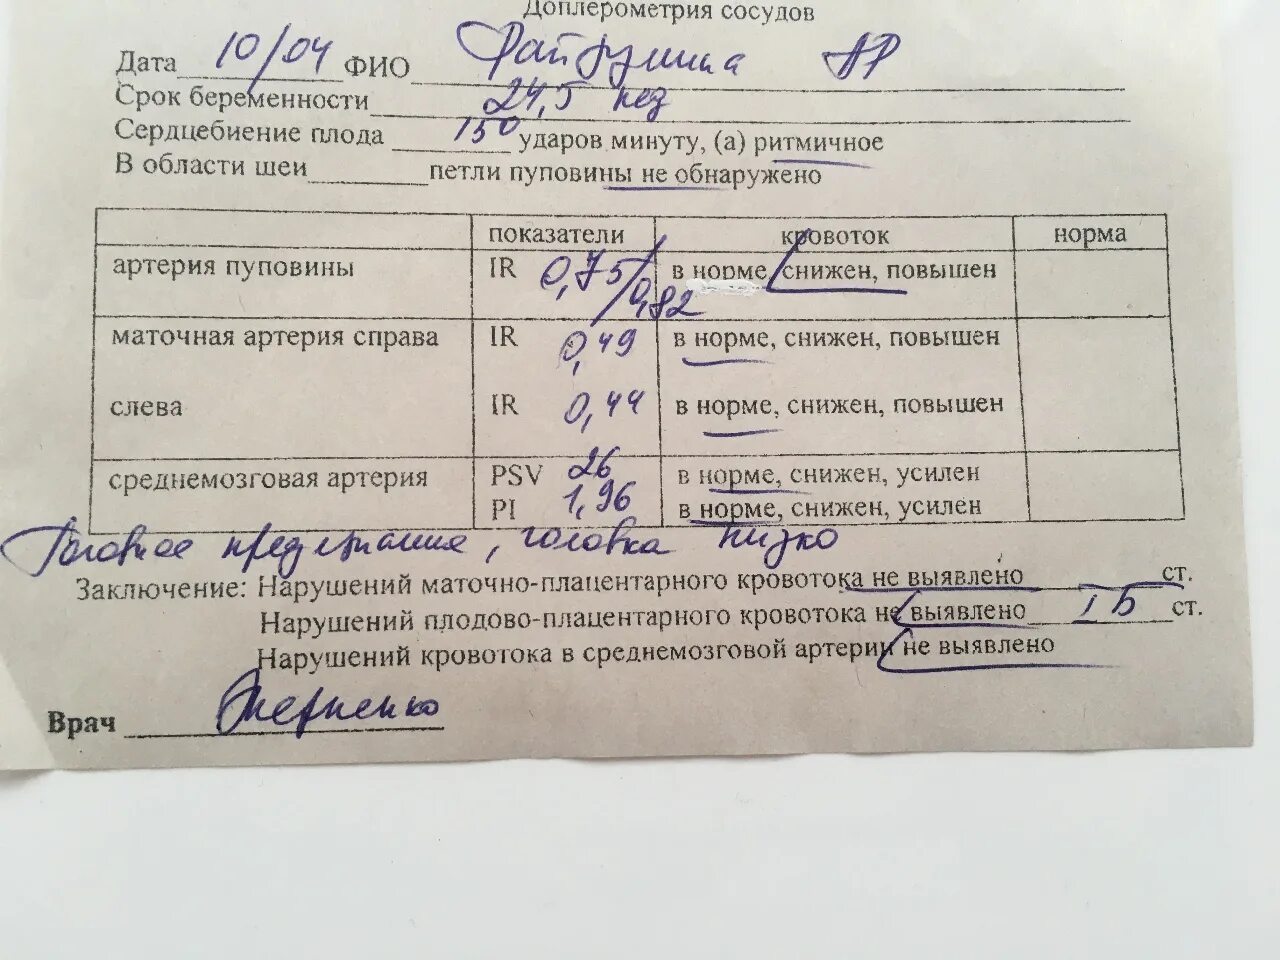 Доплерометрия сосудов
Дата 10/04 ФИО АР
Срок беременности 24,5 нед
Сердцебиение плода 150 ударов минуту, (а) ритмичное
В области шеи петли пуповины не обнаружено
показатели кровоток норма
артерия пуповины IR 0,75/0,82 в норме, снижен, повышен
маточная артерия справа IR 0,49 в норме, снижен, повышен
слева IR 0,44 в норме, снижен, повышен
среднемозговая артерия PSV 26 в норме, снижен, усилен
PI 1,96 в норме, снижен, усилен
Головное предлежание, головка низко
Заключение: Нарушений маточно-плацентарного кровотока не выявлено ст.
Нарушений плодово-плацентарного кровотока не выявлено IБ ст.
Нарушений кровотока в среднемозговой артерии не выявлено
Врач